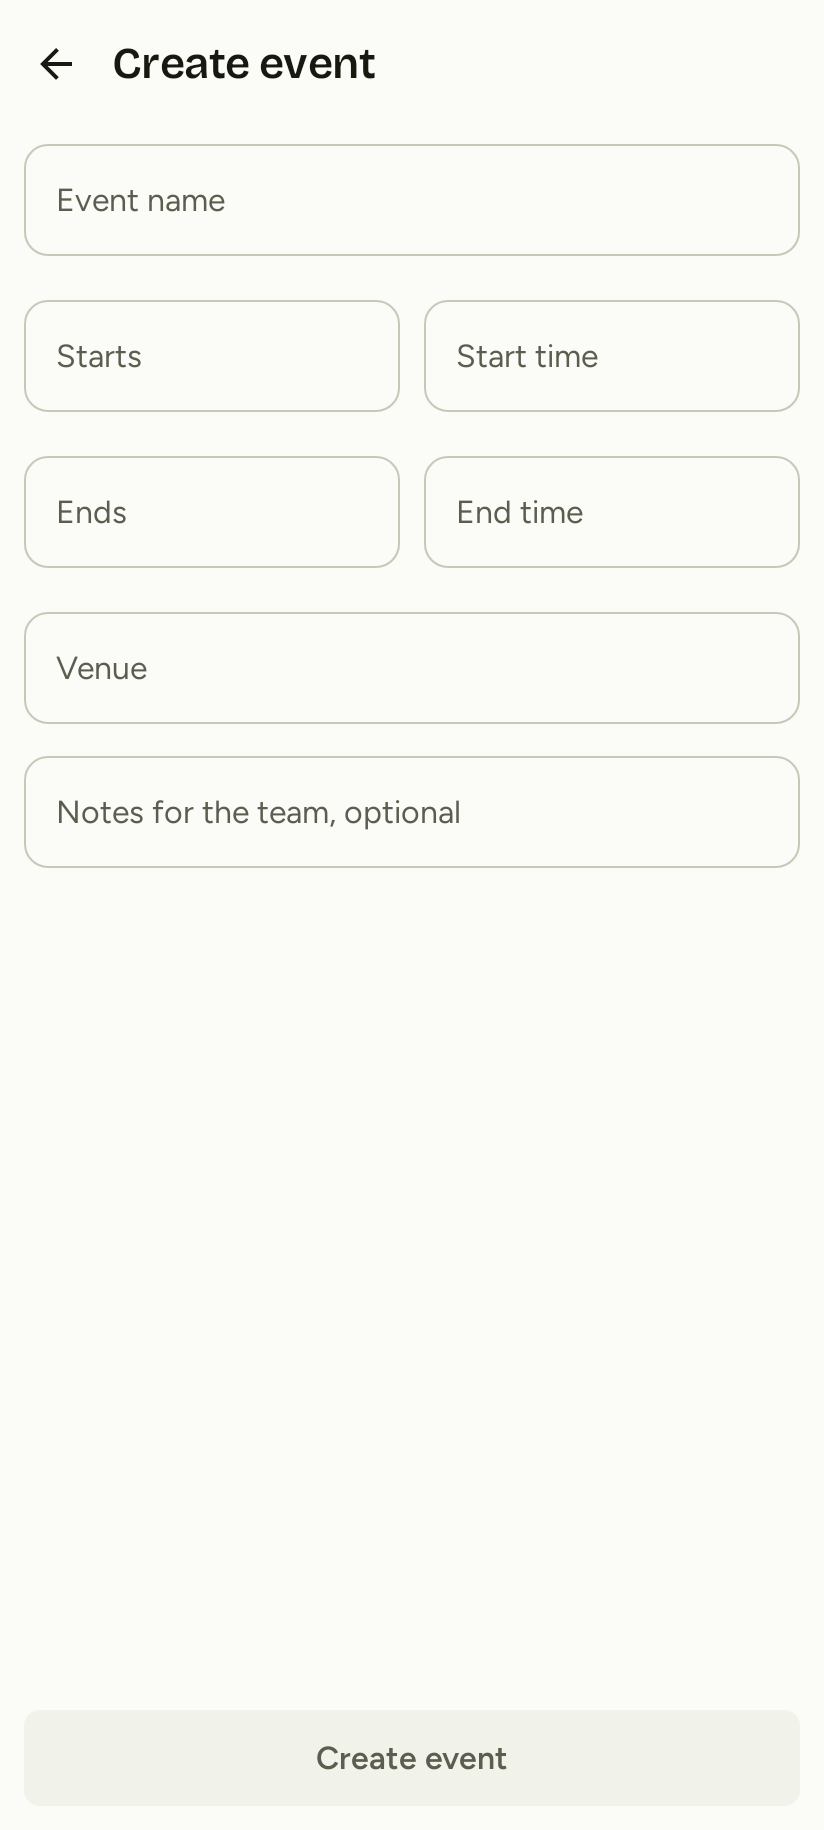 Create event
Event name
Starts
Start time
Ends
End time
Venue
Notes for the team, optional
Create event